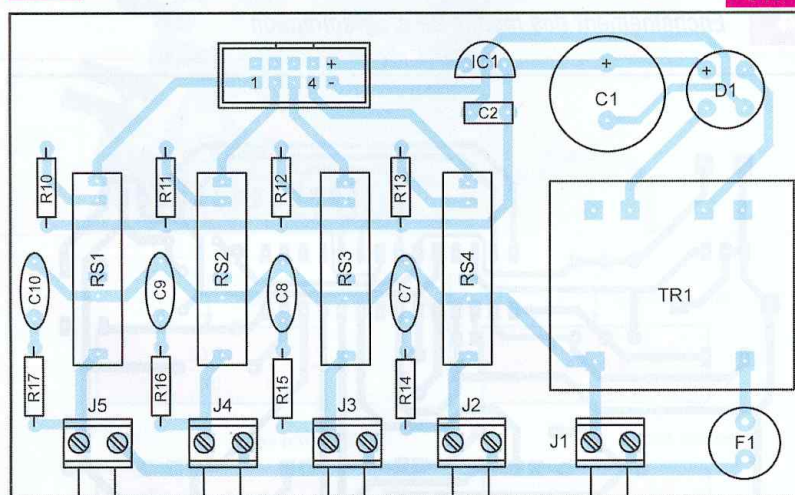 + IC1 + + D1
1 4 - C1
C2
R10 R11 R12 R13
RS1 RS2 RS3 RS4
C10 C9 C8 C7 TR1
R17 R16 R15 R14
J5 J4 J3 J2 J1 F1